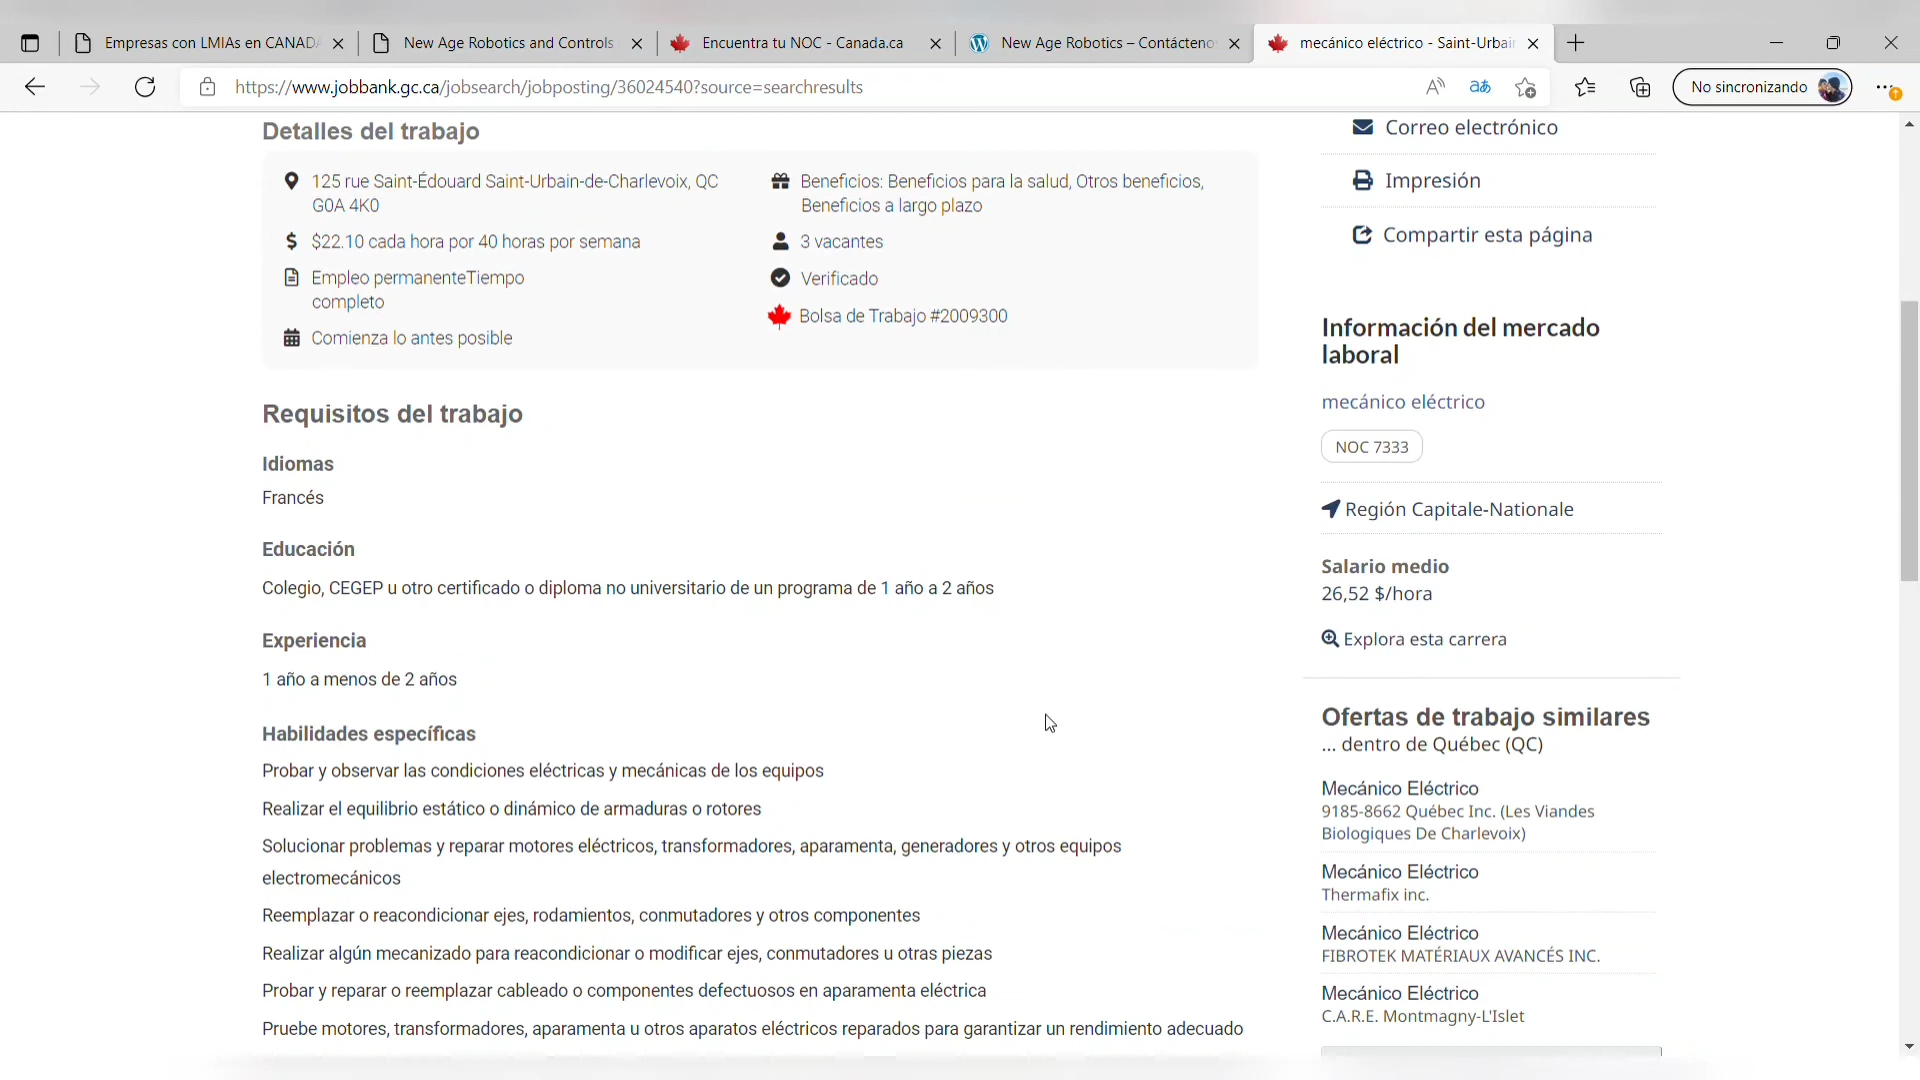 Empresas con LMIAs en CANAD
New Age Robotics and Controls
Encuentra tu NOC - Canada.ca
New Age Robotics – Contácteno
mecánico eléctrico - Saint-Urbai
https://www.jobbank.gc.ca/jobsearch/jobposting/36024540?source=searchresults
No sincronizando
Detalles del trabajo
125 rue Saint-Édouard Saint-Urbain-de-Charlevoix, QC
G0A 4K0
$22.10 cada hora por 40 horas por semana
Empleo permanenteTiempo
completo
Comienza lo antes posible
Beneficios: Beneficios para la salud, Otros beneficios,
Beneficios a largo plazo
3 vacantes
Verificado
Bolsa de Trabajo #2009300
Requisitos del trabajo
Idiomas
Francés
Educación
Colegio, CEGEP u otro certificado o diploma no universitario de un programa de 1 año a 2 años
Experiencia
1 año a menos de 2 años
Habilidades específicas
Probar y observar las condiciones eléctricas y mecánicas de los equipos
Realizar el equilibrio estático o dinámico de armaduras o rotores
Solucionar problemas y reparar motores eléctricos, transformadores, aparamenta, generadores y otros equipos
electromecánicos
Reemplazar o reacondicionar ejes, rodamientos, conmutadores y otros componentes
Realizar algún mecanizado para reacondicionar o modificar ejes, conmutadores u otras piezas
Probar y reparar o reemplazar cableado o componentes defectuosos en aparamenta eléctrica
Pruebe motores, transformadores, aparamenta u otros aparatos eléctricos reparados para garantizar un rendimiento adecuado
Correo electrónico
Impresión
Compartir esta página
Información del mercado
laboral
mecánico eléctrico
NOC 7333
Región Capitale-Nationale
Salario medio
26,52 $/hora
Explora esta carrera
Ofertas de trabajo similares
... dentro de Québec (QC)
Mecánico Eléctrico
9185-8662 Québec Inc. (Les Viandes
Biologiques De Charlevoix)
Mecánico Eléctrico
Thermafix inc.
Mecánico Eléctrico
FIBROTEK MATÉRIAUX AVANCÉS INC.
Mecánico Eléctrico
C.A.R.E. Montmagny-L'Islet